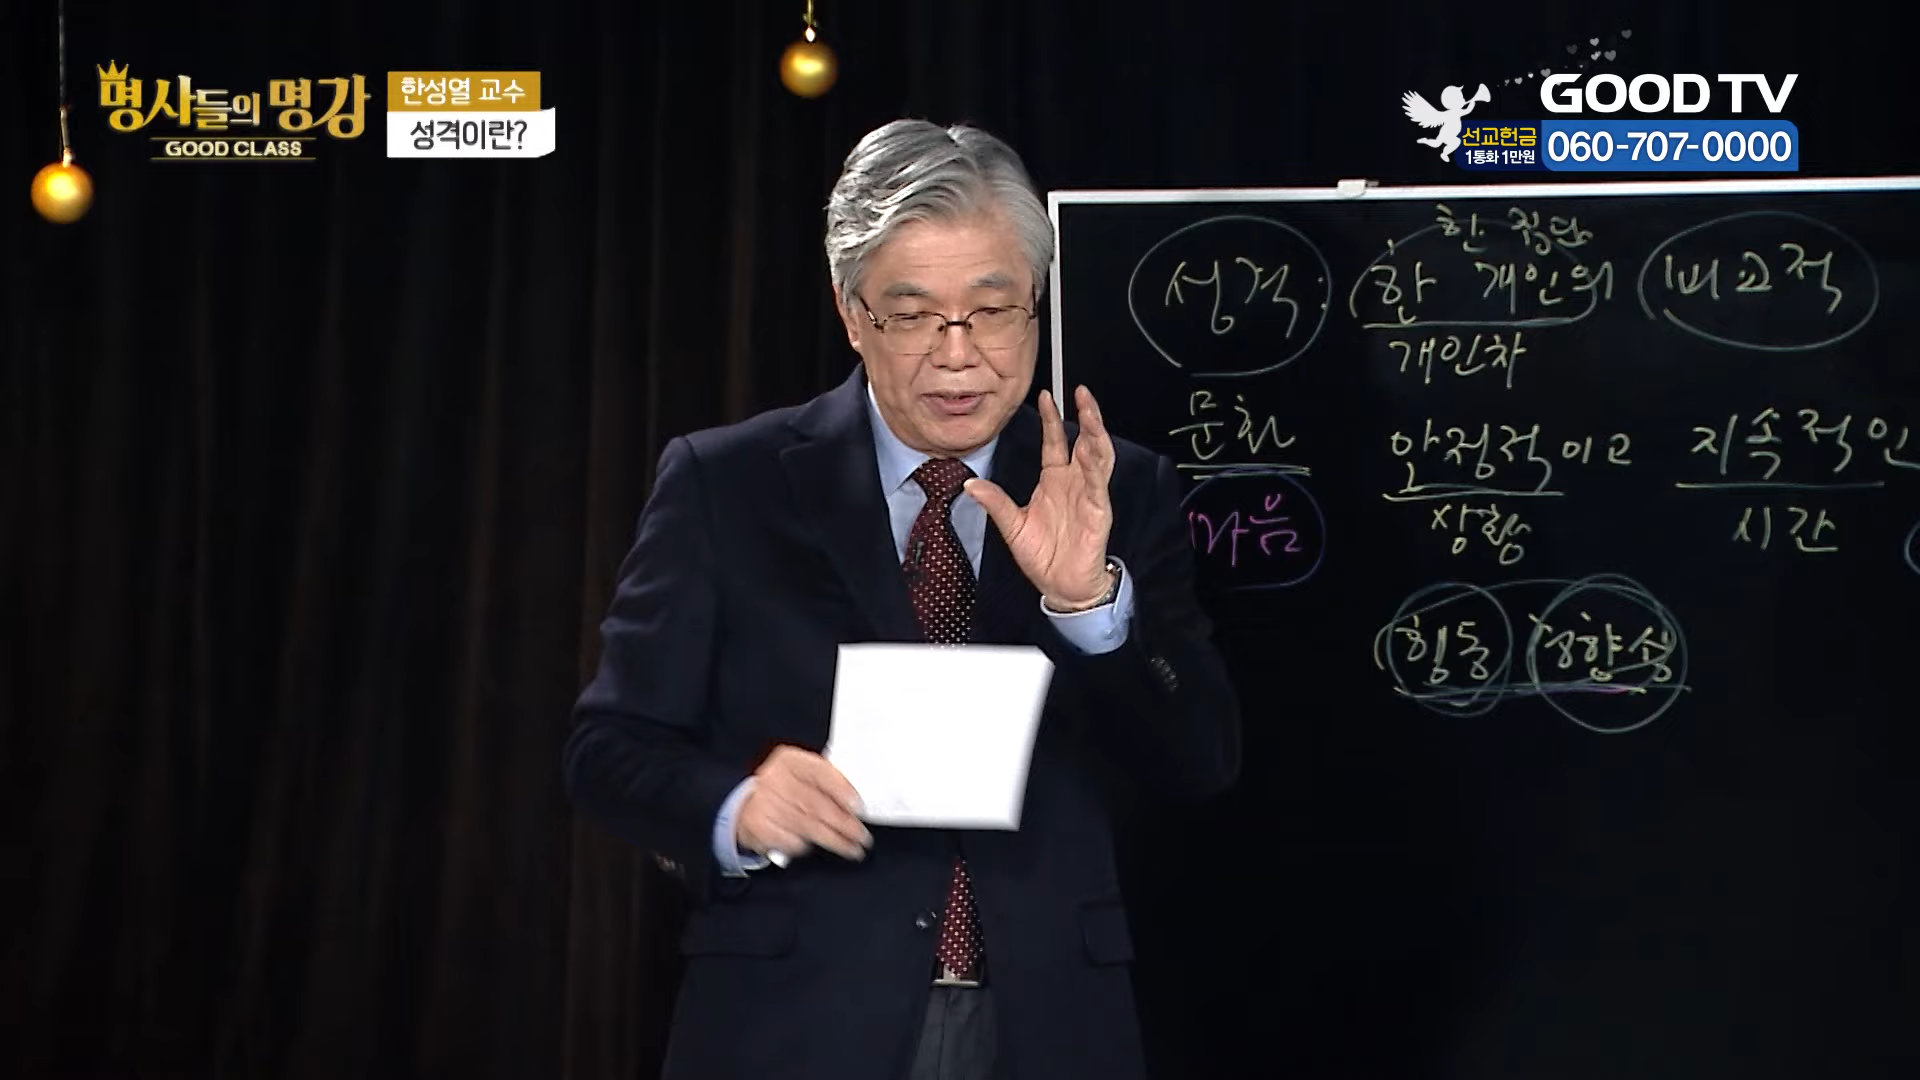 명사들의 명강
GOOD CLASS
한성열 교수
성격이란?
GOOD TV
선교헌금
1통화 1만원
060-707-0000
한 집단
성격: 한 개인의 비교적
개인차
문화 안정적이고 지속적인
마음 상황 시간
행동 성향성